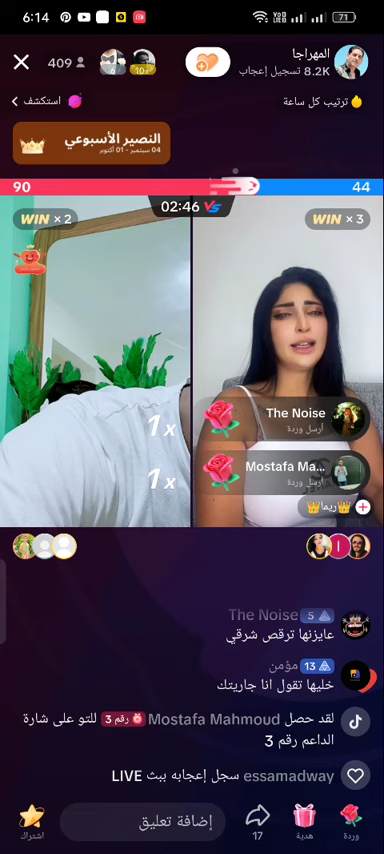 6:14
71
المهراجا
8.2K تسجيل إعجاب
409
10+
ترتيب كل ساعة
استكشف
النصير الأسبوعي
04 سبتمبر - 01 أكتوبر
90
44
WIN × 2
02:46 VS
WIN × 3
1x
1x
The Noise
أرسل وردة
Mostafa Ma...
أرسل وردة
👑ريما👑
The Noise 5
عايزنها ترقص شرقي
مؤمن 13
خليها تقول انا جاريتك
لقد حصل Mostafa Mahmoud رقم 3 للتو على شارة
الداعم رقم 3
essamadway سجل إعجابه ببث LIVE
إضافة تعليق
اشتراك
17
هدية
وردة